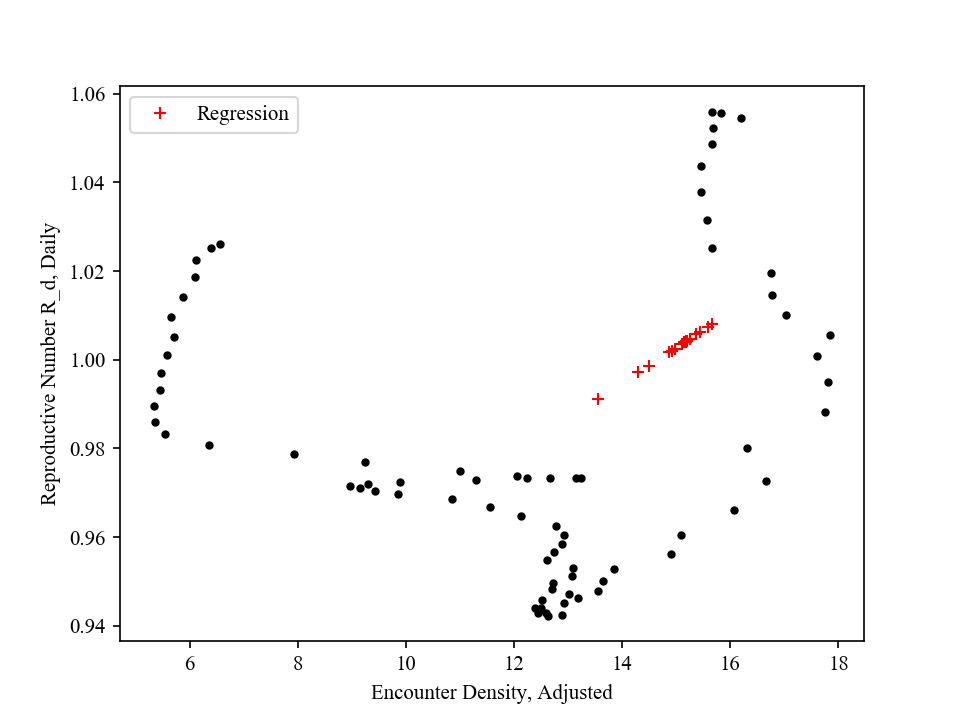 Regression
1.06
1.04
1.02
1.00
0.98
0.96
0.94
Reproductive Number R_d, Daily
6 8 10 12 14 16 18
Encounter Density, Adjusted